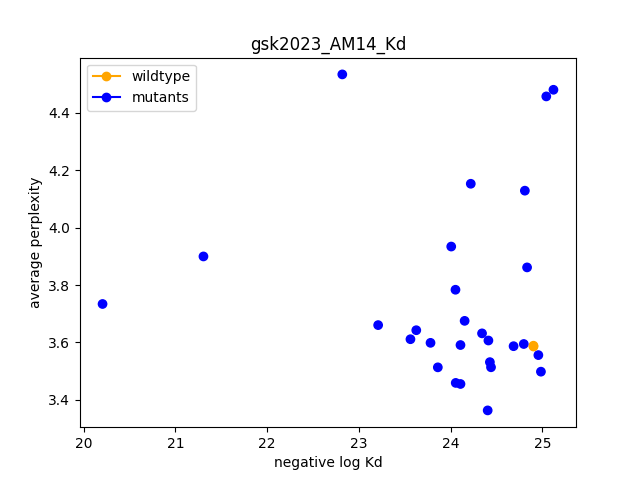 gsk2023_AM14_Kd
wildtype
mutants
4.4
4.2
4.0
3.8
3.6
3.4
average perplexity
20 21 22 23 24 25
negative log Kd